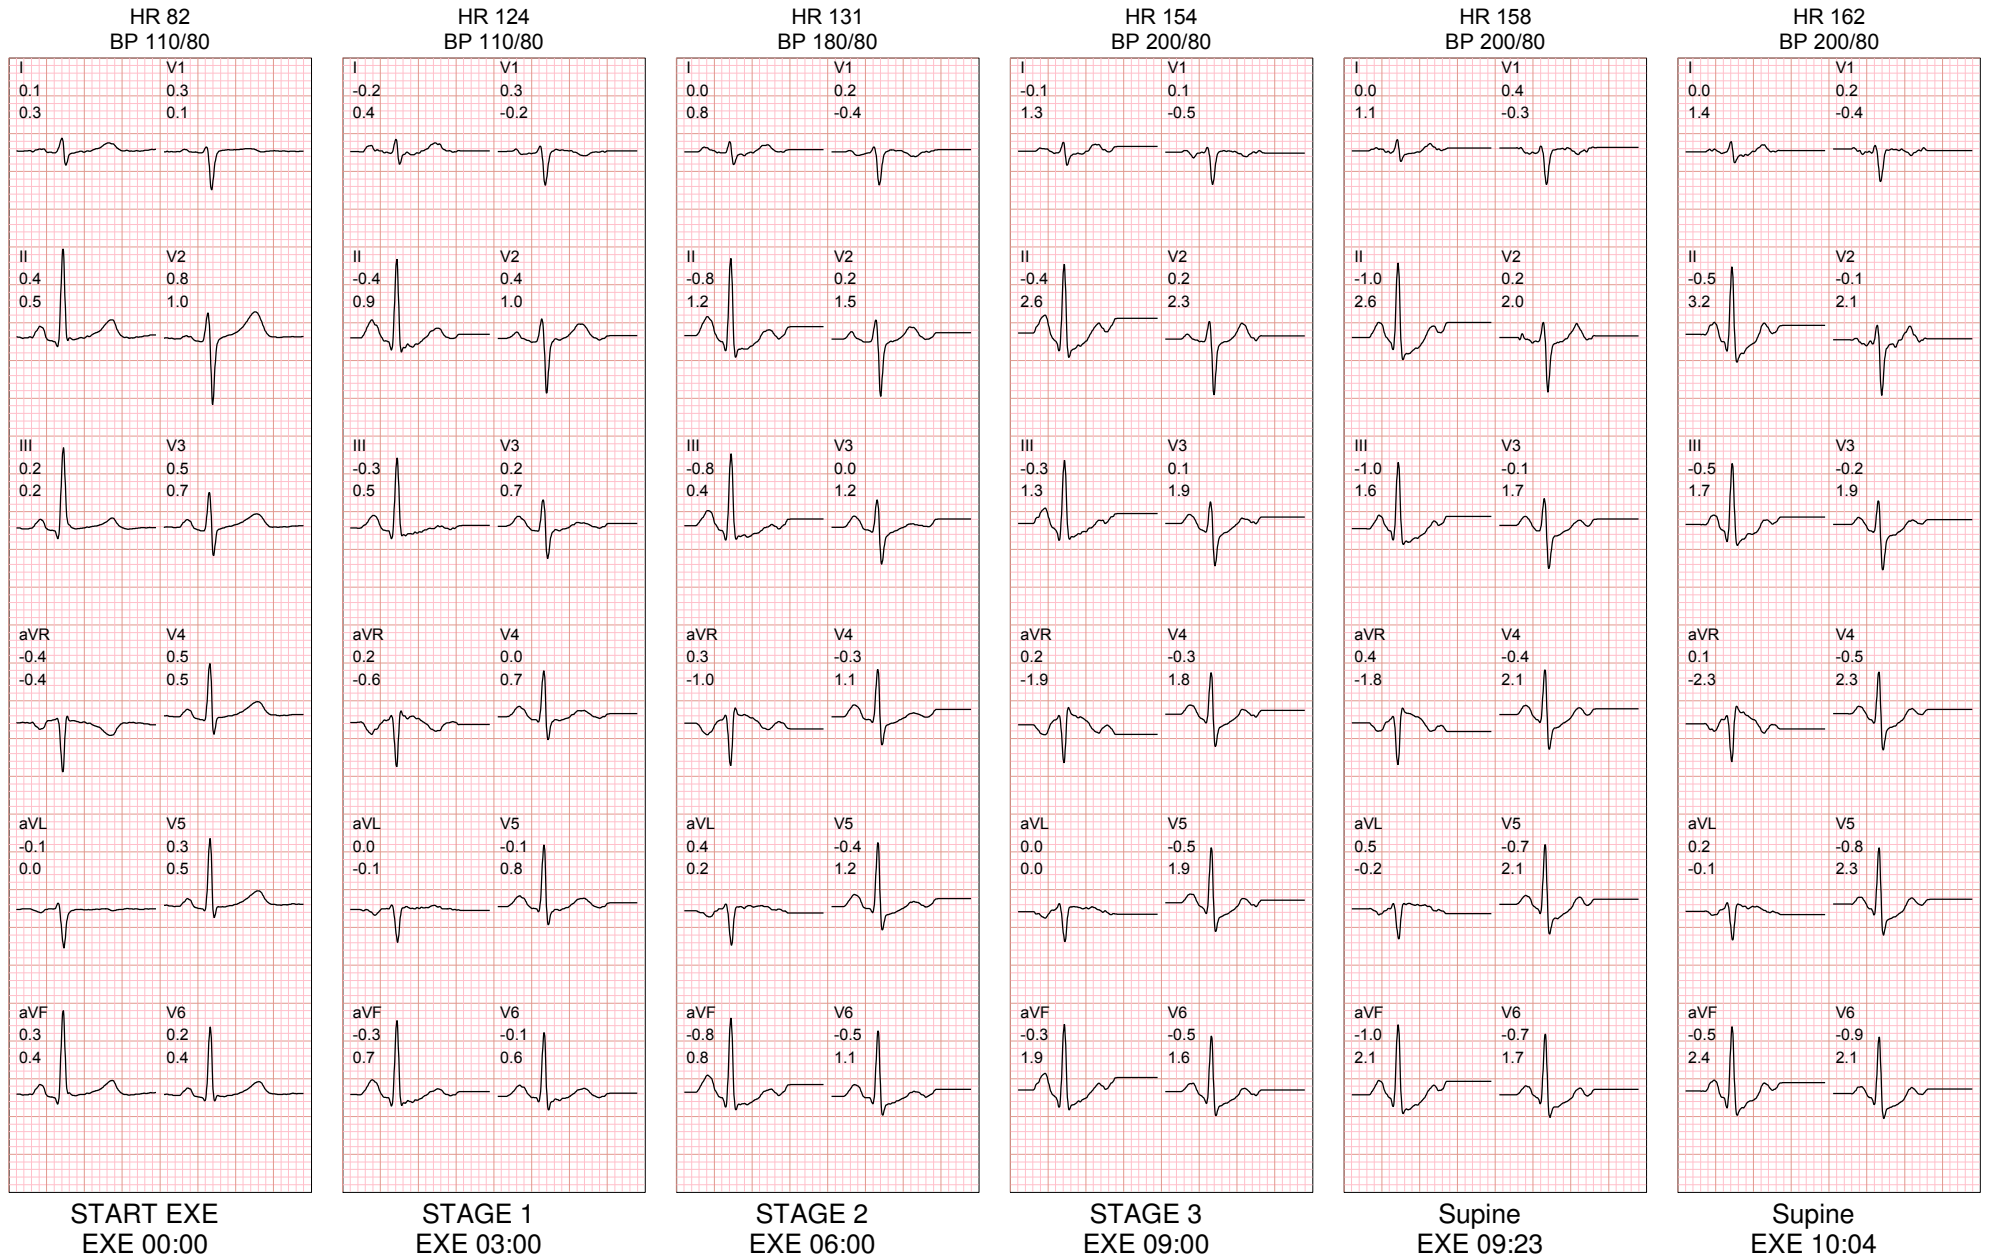 HR 82
BP 110/80
I
0.1
0.3
V1
0.3
0.1
II
0.4
0.5
V2
0.8
1.0
III
0.2
0.2
V3
0.5
0.7
aVR
-0.4
-0.4
V4
0.5
0.5
aVL
-0.1
0.0
V5
0.3
0.5
aVF
0.3
0.4
V6
0.2
0.4
START EXE
EXE 00:00
HR 124
BP 110/80
I
-0.2
0.4
V1
0.3
-0.2
II
-0.4
0.9
V2
0.4
1.0
III
-0.3
0.5
V3
0.2
0.7
aVR
0.2
-0.6
V4
0.0
0.7
aVL
0.0
-0.1
V5
-0.1
0.8
aVF
-0.3
0.7
V6
-0.1
0.6
STAGE 1
EXE 03:00
HR 131
BP 180/80
I
0.0
0.8
V1
0.2
-0.4
II
-0.8
1.2
V2
0.2
1.5
III
-0.8
0.4
V3
0.0
1.2
aVR
0.3
-1.0
V4
-0.3
1.1
aVL
0.4
0.2
V5
-0.4
1.2
aVF
-0.8
0.8
V6
-0.5
1.1
STAGE 2
EXE 06:00
HR 154
BP 200/80
I
-0.1
1.3
V1
0.1
-0.5
II
-0.4
2.6
V2
0.2
2.3
III
-0.3
1.3
V3
0.1
1.9
aVR
0.2
-1.9
V4
-0.3
1.8
aVL
0.0
0.0
V5
-0.5
1.9
aVF
-0.3
1.9
V6
-0.5
1.6
STAGE 3
EXE 09:00
HR 158
BP 200/80
I
0.0
1.1
V1
0.4
-0.3
II
-1.0
2.6
V2
0.2
2.0
III
-1.0
1.6
V3
-0.1
1.7
aVR
0.4
-1.8
V4
-0.4
2.1
aVL
0.5
-0.2
V5
-0.7
2.1
aVF
-1.0
2.1
V6
-0.7
1.7
Supine
EXE 09:23
HR 162
BP 200/80
I
0.0
1.4
V1
0.2
-0.4
II
-0.5
3.2
V2
-0.1
2.1
III
-0.5
1.7
V3
-0.2
1.9
aVR
0.1
-2.3
V4
-0.5
2.3
aVL
0.2
-0.1
V5
-0.8
2.3
aVF
-0.5
2.4
V6
-0.9
2.1
Supine
EXE 10:04